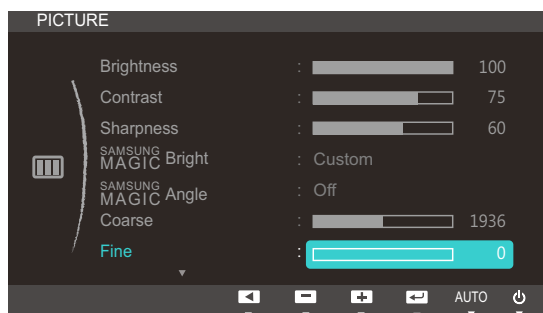 PICTURE
Brightness : 100
Contrast : 75
Sharpness : 60
SAMSUNG MAGIC Bright : Custom
SAMSUNG MAGIC Angle : Off
Coarse : 1936
Fine : 0
AUTO